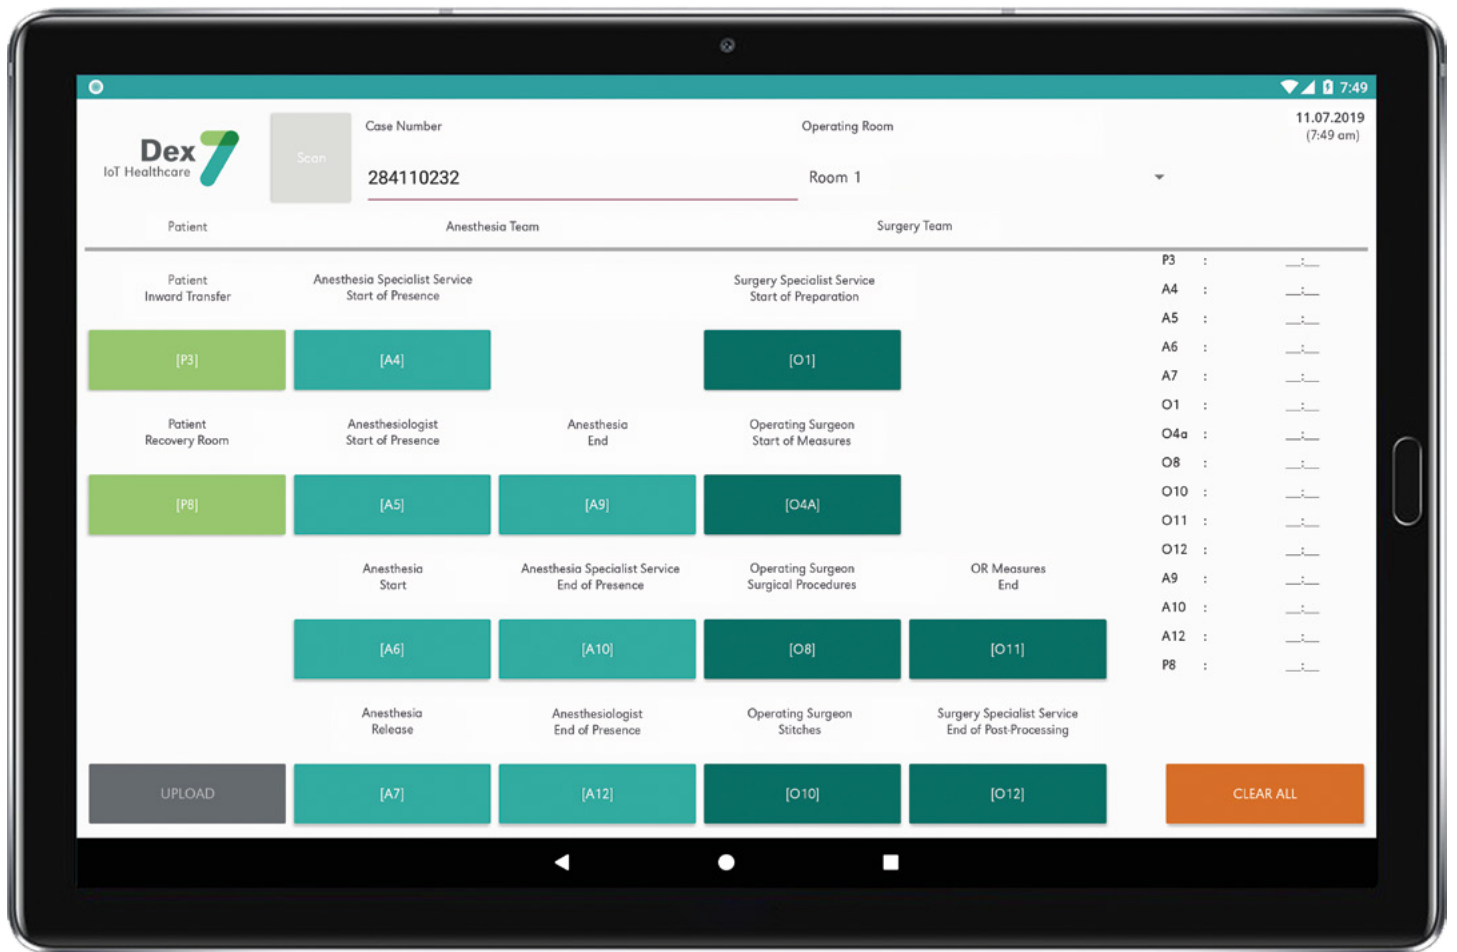 7:49
11.07.2019
(7:49 am)
Dex 7
IoT Healthcare
Scan
Case Number
284110232
Operating Room
Room 1
Patient
Anesthesia Team
Surgery Team
Patient
Inward Transfer
Anesthesia Specialist Service
Start of Presence
Surgery Specialist Service
Start of Preparation
[P3]
[A4]
[O1]
Patient
Recovery Room
Anesthesiologist
Start of Presence
Anesthesia
End
Operating Surgeon
Start of Measures
[P8]
[A5]
[A9]
[O4A]
Anesthesia
Start
Anesthesia Specialist Service
End of Presence
Operating Surgeon
Surgical Procedures
OR Measures
End
[A6]
[A10]
[O8]
[O11]
Anesthesia
Release
Anesthesiologist
End of Presence
Operating Surgeon
Stitches
Surgery Specialist Service
End of Post-Processing
UPLOAD
[A7]
[A12]
[O10]
[O12]
P3 : __:__
A4 : __:__
A5 : __:__
A6 : __:__
A7 : __:__
O1 : __:__
O4a : __:__
O8 : __:__
O10 : __:__
O11 : __:__
O12 : __:__
A9 : __:__
A10 : __:__
A12 : __:__
P8 : __:__
CLEAR ALL